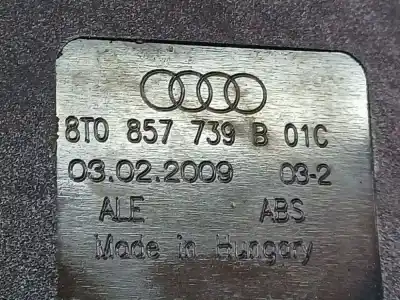 8T0 857 739 B 01C
03.02.2009 03-2
ALE ABS
Made in Hungary